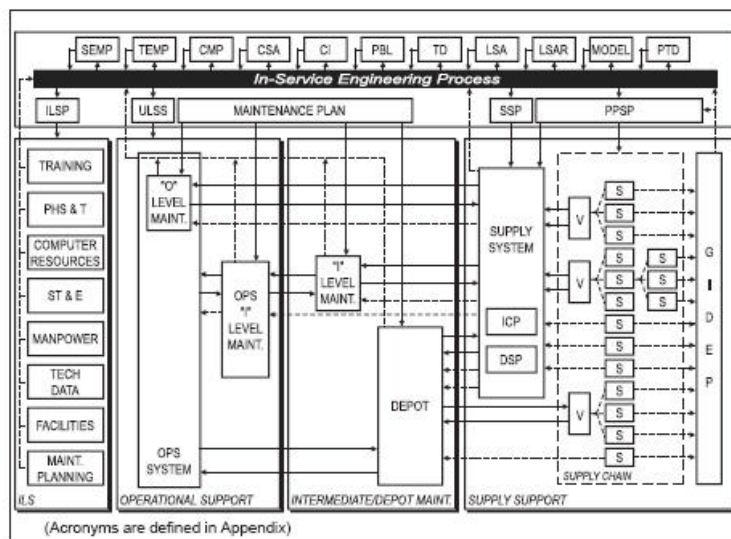 SEMP TEMP CMP CSA CI PBL TD LSA LSAR MODEL PTD
In-Service Engineering Process
ILSP ULSS MAINTENANCE PLAN SSP PPSP
TRAINING
PHS & T
COMPUTER
RESOURCES
ST & E
MANPOWER
TECH
DATA
FACILITIES
MAINT.
PLANNING
ILS
"O"
LEVEL
MAINT.
OPS
"I"
LEVEL
MAINT.
OPS
SYSTEM
OPERATIONAL SUPPORT
"I"
LEVEL
MAINT.
DEPOT
INTERMEDIATE/DEPOT MAINT.
SUPPLY
SYSTEM
ICP
DSP
V
V
V
S
S
S
S S
S S
S S
S
S
S
S
S
S
S
SUPPLY CHAIN
SUPPLY SUPPORT
G
I
D
E
P
(Acronyms are defined in Appendix)